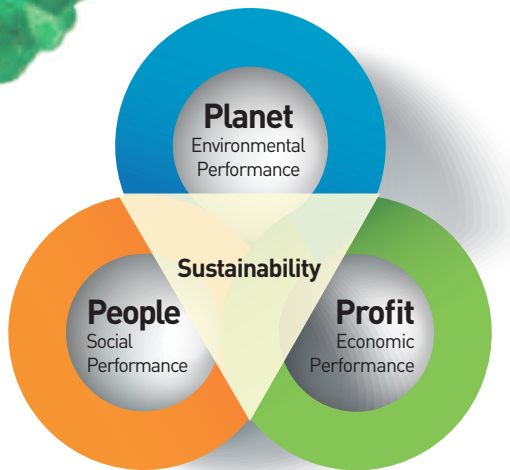 Planet
Environmental
Performance
Sustainability
People
Social
Performance
Profit
Economic
Performance